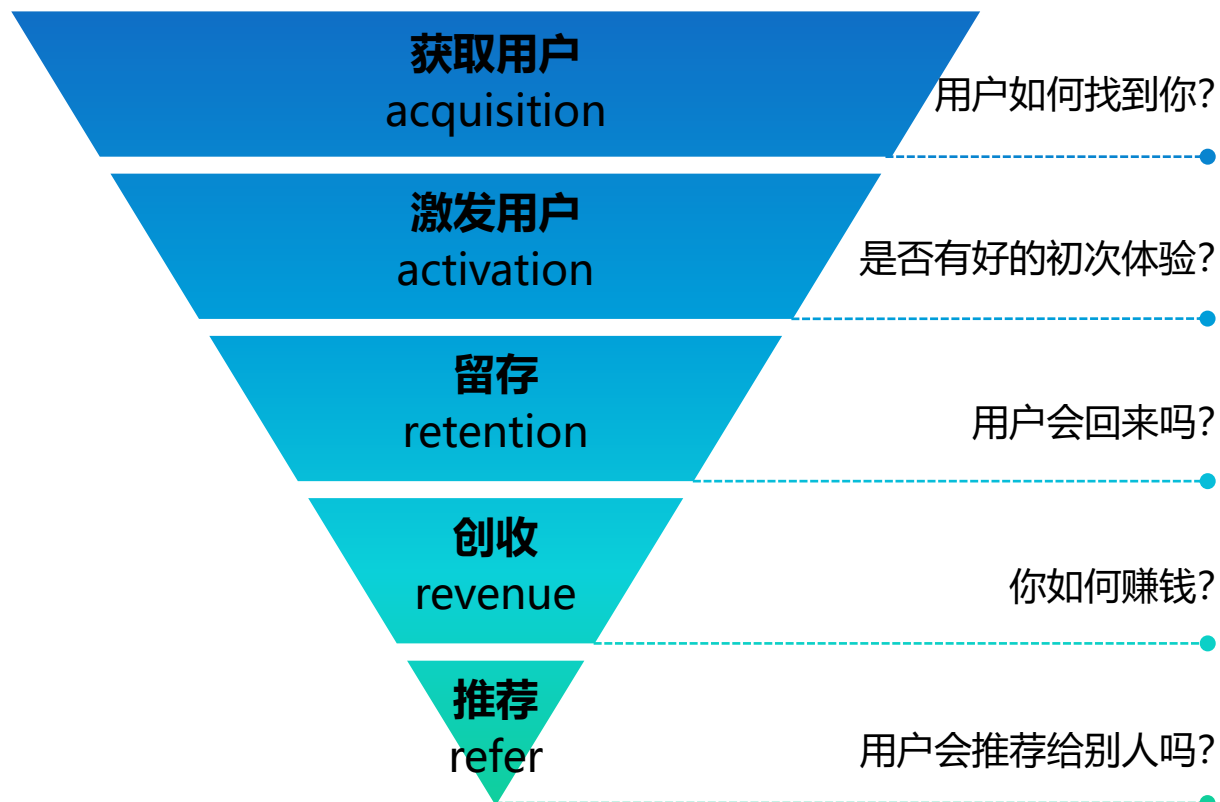 获取用户
acquisition
用户如何找到你?
激发用户
activation
是否有好的初次体验?
留存
retention
用户会回来吗?
创收
revenue
你如何赚钱?
推荐
refer
用户会推荐给别人吗?